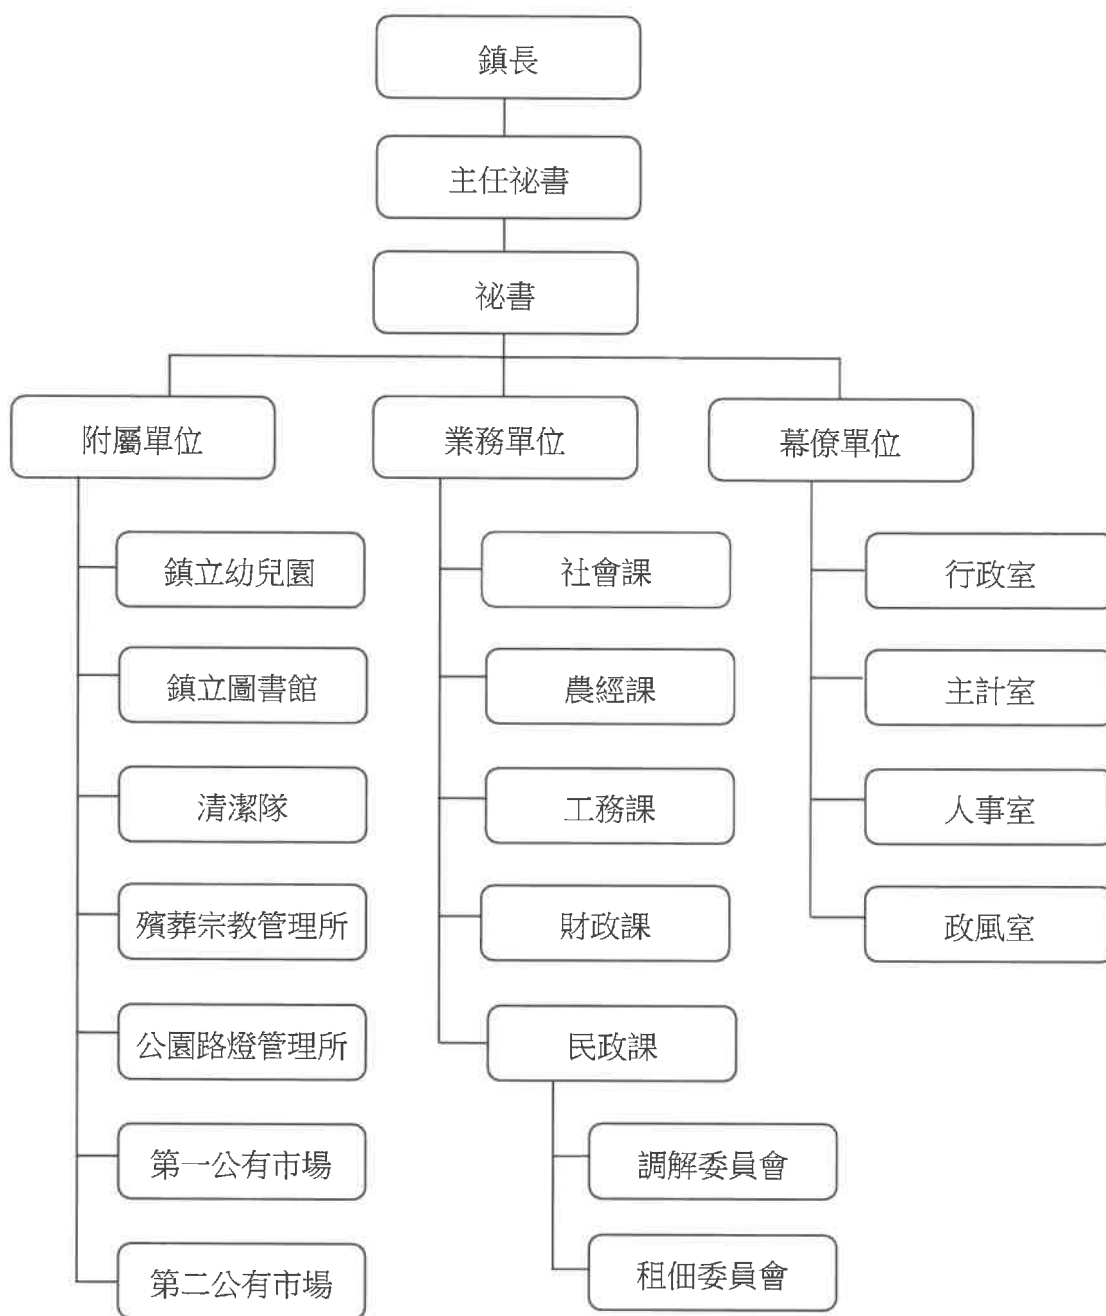 鎮長
主任祕書
祕書
附屬單位
業務單位
幕僚單位
鎮立幼兒園
鎮立圖書館
清潔隊
殯葬宗教管理所
公園路燈管理所
第一公有市場
第二公有市場
社會課
農經課
工務課
財政課
民政課
調解委員會
租佃委員會
行政室
主計室
人事室
政風室